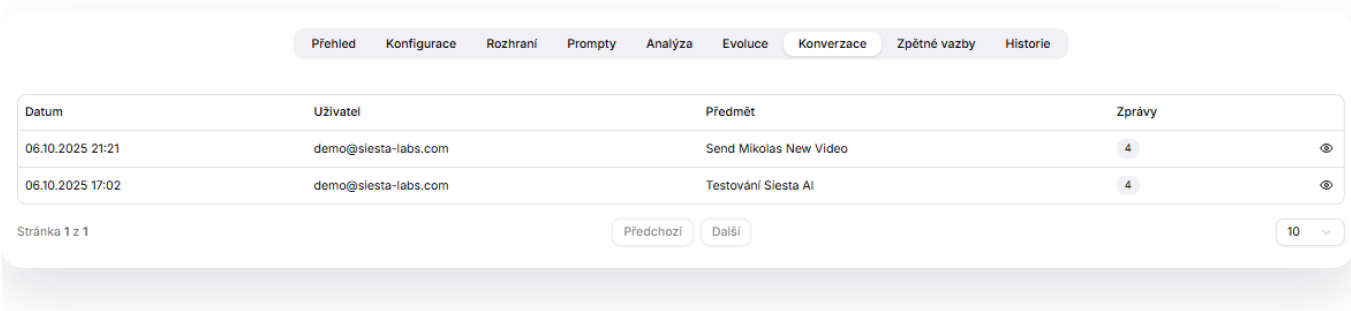 Přehled Konfigurace Rozhraní Prompty Analýza Evoluce Konverzace Zpětné vazby Historie
Datum Uživatel Předmět Zprávy
06.10.2025 21:21 demo@siesta-labs.com Send Mikolas New Video 4
06.10.2025 17:02 demo@siesta-labs.com Testování Siesta AI 4
Stránka 1 z 1 Předchozí Další 10